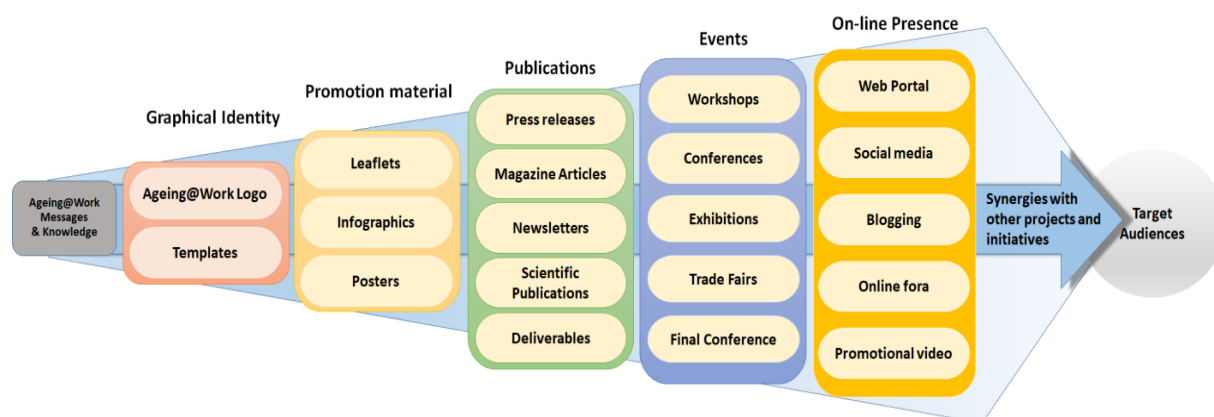 Ageing@Work
Messages
& Knowledge
Graphical Identity
Ageing@Work Logo
Templates
Promotion material
Leaflets
Infographics
Posters
Publications
Press releases
Magazine Articles
Newsletters
Scientific
Publications
Deliverables
Events
Workshops
Conferences
Exhibitions
Trade Fairs
Final Conference
On-line Presence
Web Portal
Social media
Blogging
Online fora
Promotional video
Synergies with
other projects and
initiatives
Target
Audiences